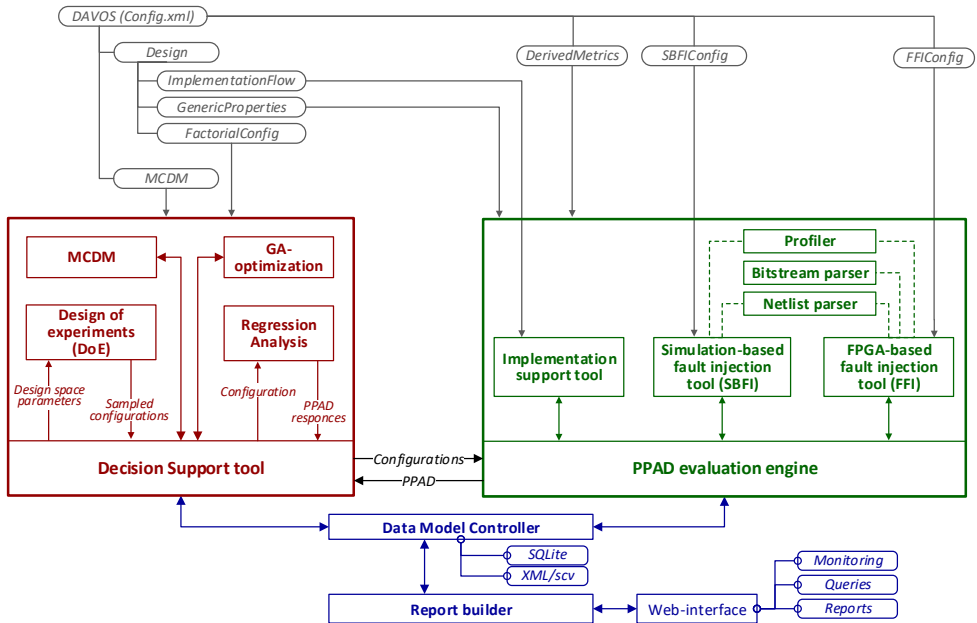 DAVOS (Config.xml)
Design
DerivedMetrics
SBFIConfig
FFIConfig
ImplementationFlow
GenericProperties
FactorialConfig
MCDM
MCDM
GA-
optimization
Design of
experiments
(DoE)
Regression
Analysis
Design space
parameters
Sampled
configurations
Configuration
PPAD
responces
Decision Support tool
Profiler
Bitstream parser
Netlist parser
Implementation
support tool
Simulation-based
fault injection
tool (SBFI)
FPGA-based
fault injection
tool (FFI)
PPAD evaluation engine
Configurations
PPAD
Data Model Controller
SQLite
XML/scv
Report builder
Web-interface
Monitoring
Queries
Reports